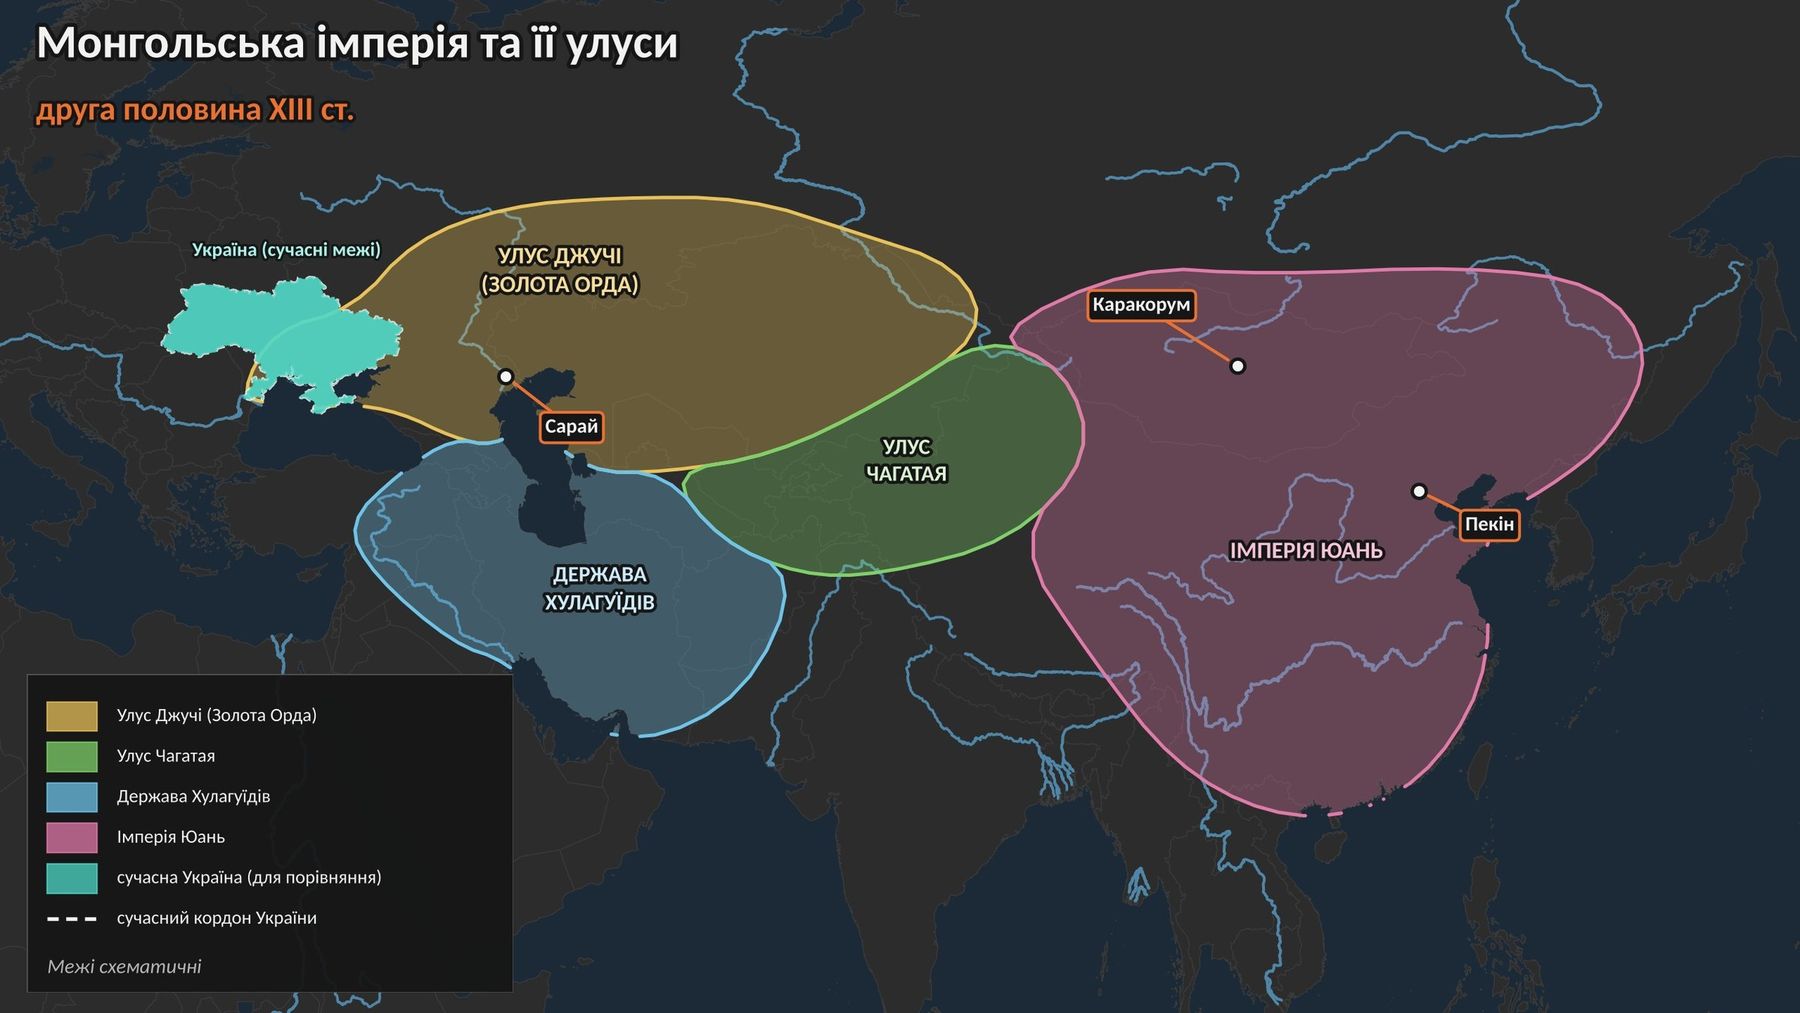 Монгольська імперія та її улуси
друга половина XIII ст.
Україна (сучасні межі)
УЛУС ДЖУЧІ
(ЗОЛОТА ОРДА)
Каракорум
Сарай
УЛУС
ЧАГАТАЯ
Пекін
ІМПЕРІЯ ЮАНЬ
ДЕРЖАВА
ХУЛАГУЇДІВ
Улус Джучі (Золота Орда)
Улус Чагатая
Держава Хулагуїдів
Імперія Юань
сучасна Україна (для порівняння)
сучасний кордон України
Межі схематичні